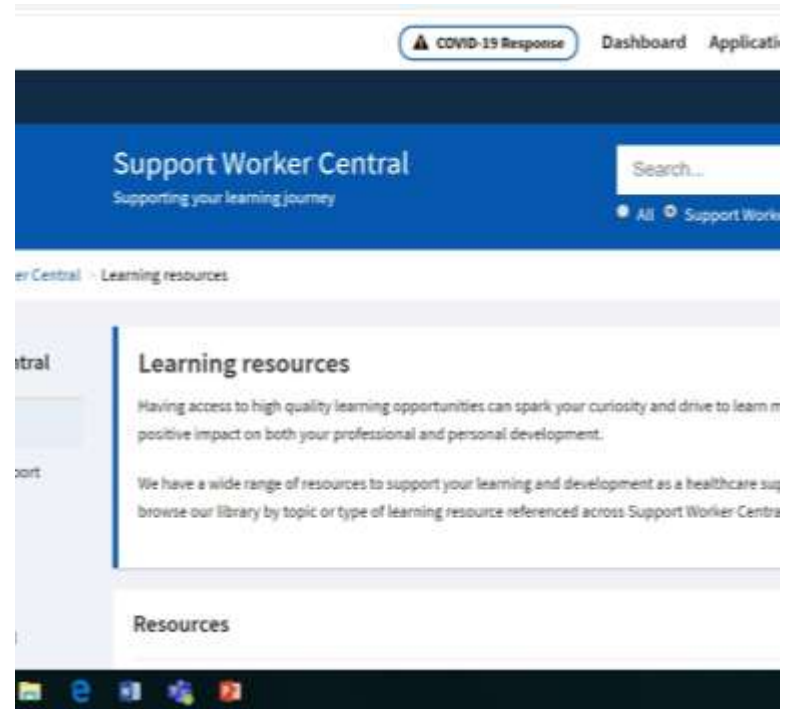 COVID-19 Response Dashboard Applicati
Support Worker Central
Search...
Supporting your learning journey
All Support Worke
er Central > Learning resources
ntral
Learning resources
Having access to high quality learning opportunities can spark your curiosity and drive to learn m
positive impact on both your professional and personal development.
port
We have a wide range of resources to support your learning and development as a healthcare sup
browse our library by topic or type of learning resource referenced across Support Worker Centra
Resources